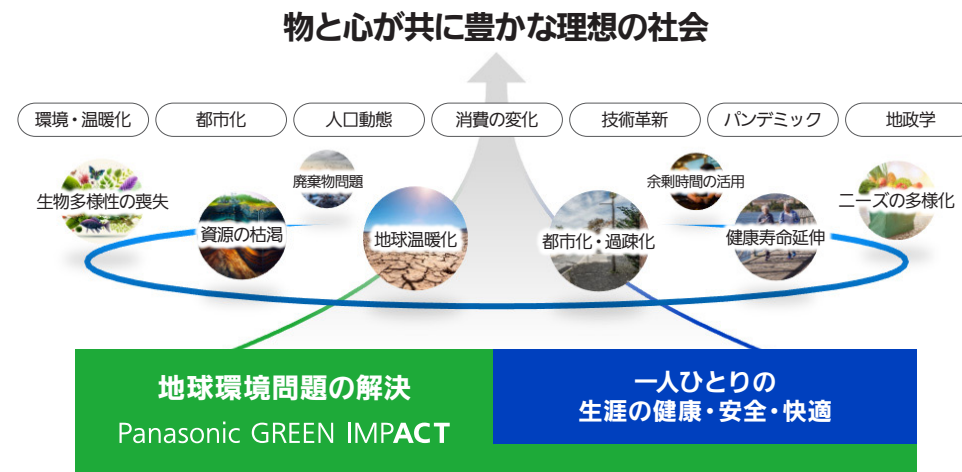 物と心が共に豊かな理想の社会
環境・温暖化
都市化
人口動態
消費の変化
技術革新
パンデミック
地政学
生物多様性の喪失
資源の枯渇
廃棄物問題
地球温暖化
都市化・過疎化
余剰時間の活用
健康寿命延伸
ニーズの多様化
地球環境問題の解決
Panasonic GREEN IMPACT
一人ひとりの
生涯の健康・安全・快適